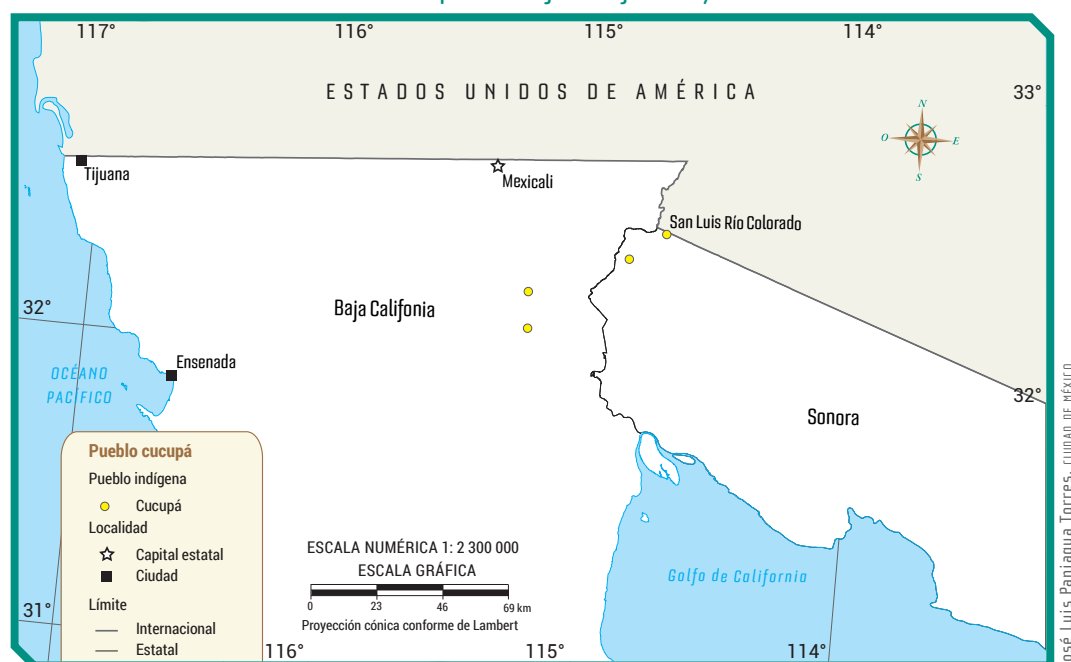 117°
116°
115°
114°
ESTADOS UNIDOS DE AMÉRICA
33°
N
O
E
S
Tijuana
Mexicali
San Luis Río Colorado
32°
Baja Califonia
Ensenada
OCÉANO
PACÍFICO
32°
Sonora
Pueblo cucupá
Pueblo indígena
Cucupá
Localidad
Capital estatal
Ciudad
Límite
Internacional
Estatal
ESCALA NUMÉRICA 1: 2 300 000
ESCALA GRÁFICA
0 23 46 69 km
Proyección cónica conforme de Lambert
Golfo de California
31°
116°
115°
114°
José Luis Paniagua Torres, CIUDAD DE MÉXICO